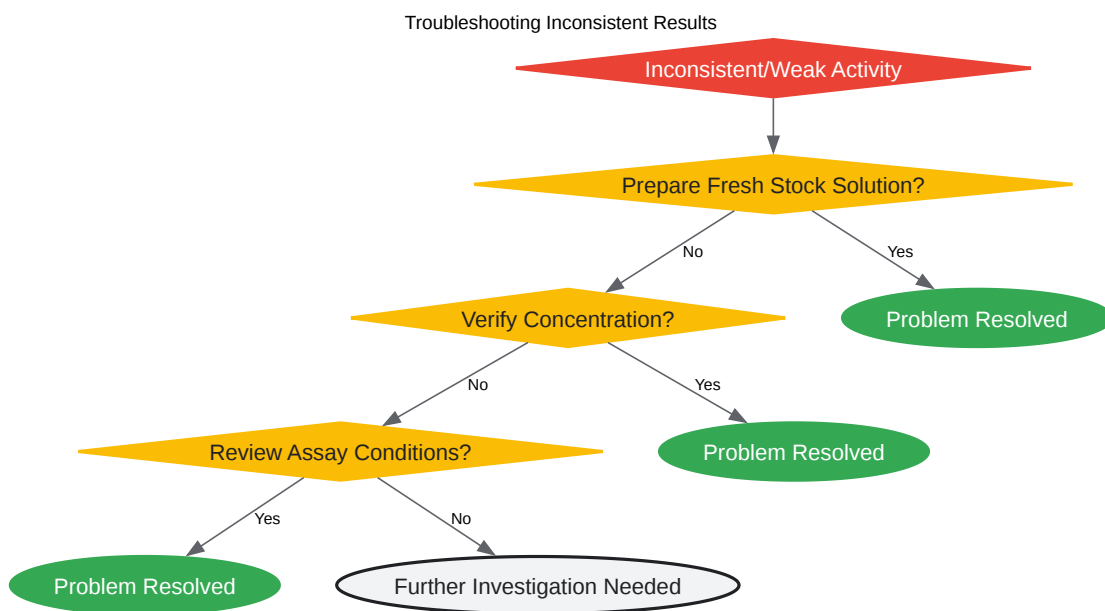 Troubleshooting Inconsistent Results
Inconsistent/Weak Activity
Prepare Fresh Stock Solution?
No
Yes
Verify Concentration?
Problem Resolved
No
Yes
Review Assay Conditions?
Problem Resolved
Yes
No
Problem Resolved
Further Investigation Needed